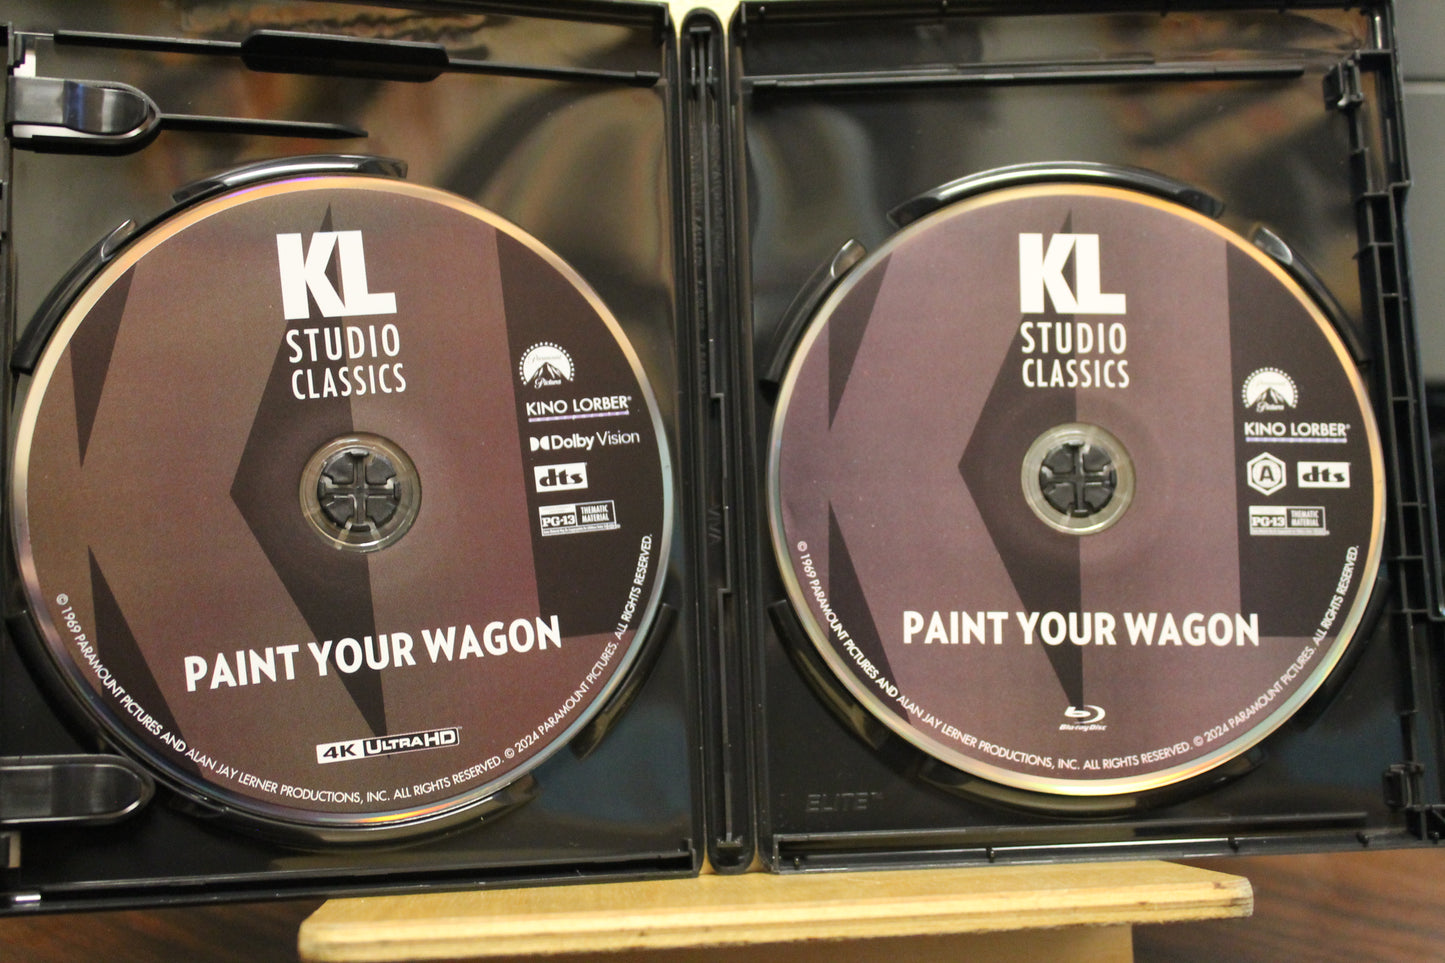 KL
STUDIO
CLASSICS
Paramount
Pictures
KINO LORBER®
Dolby Vision
dts
PG-13 THEMATIC
MATERIAL
PAINT YOUR WAGON
4K ULTRA HD
© 1969 PARAMOUNT PICTURES AND ALAN JAY LERNER PRODUCTIONS, INC. ALL RIGHTS RESERVED. © 2024 PARAMOUNT PICTURES. ALL RIGHTS RESERVED.
KL
STUDIO
CLASSICS
Paramount
Pictures
KINO LORBER®
A dts
PG-13 THEMATIC
MATERIAL
PAINT YOUR WAGON
Blu-ray Disc
© 1969 PARAMOUNT PICTURES AND ALAN JAY LERNER PRODUCTIONS, INC. ALL RIGHTS RESERVED. © 2024 PARAMOUNT PICTURES. ALL RIGHTS RESERVED.
ELITE™